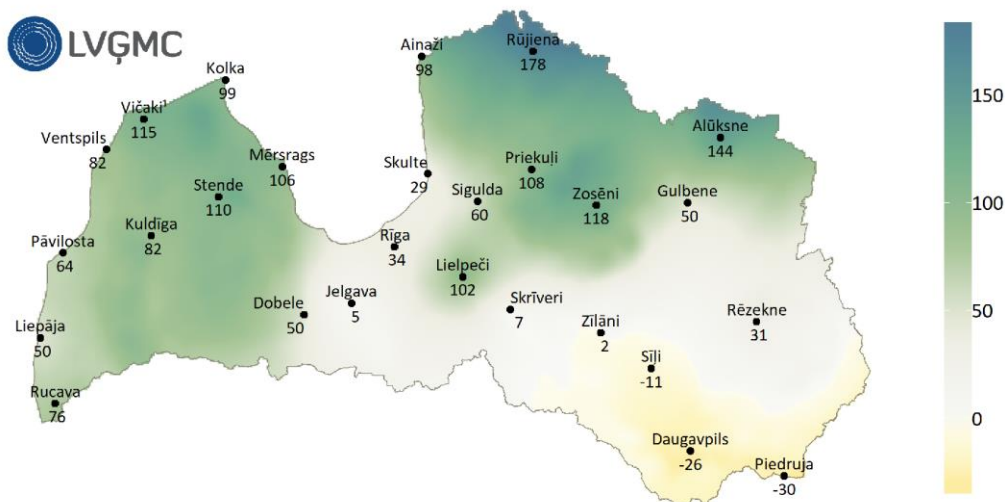 LVĢMC
Ainaži
98
Rūjiena
178
Kolka
99
Vičaki
115
Ventspils
82
Mērsrags
106
Alūksne
144
Skulte
29
Priekuļi
108
Stende
110
Sigulda
60
Zosēni
118
Gulbene
50
Kuldīga
82
Pāvilosta
64
Rīga
34
Lielpeči
102
Dobele
50
Jelgava
5
Skrīveri
7
Zīlāni
2
Rēzekne
31
Liepāja
50
Sīļi
-11
Rucava
76
Daugavpils
-26
Piedruja
-30
150
100
50
0